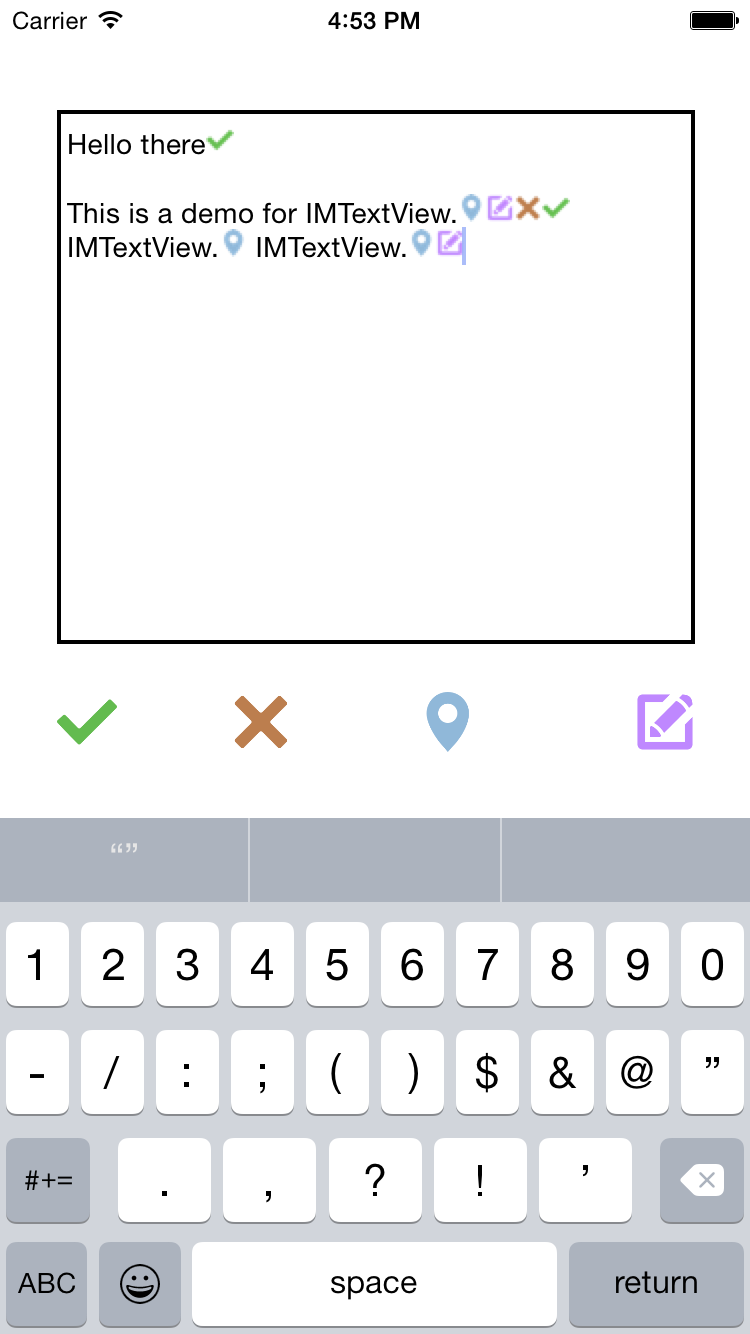 Carrier 4:53 PM
Hello there
This is a demo for IMTextView.
IMTextView. IMTextView.
“”
1 2 3 4 5 6 7 8 9 0
- / : ; ( ) $ & @ ”
#+= . , ? ! ’
ABC space return